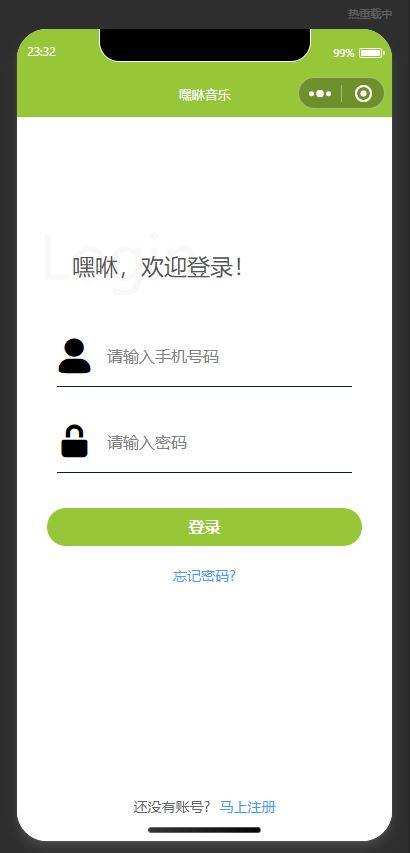 热重载中
23:32
99%
嘿咻音乐
Login
嘿咻，欢迎登录！
请输入手机号码
请输入密码
登录
忘记密码?
还没有账号？ 马上注册